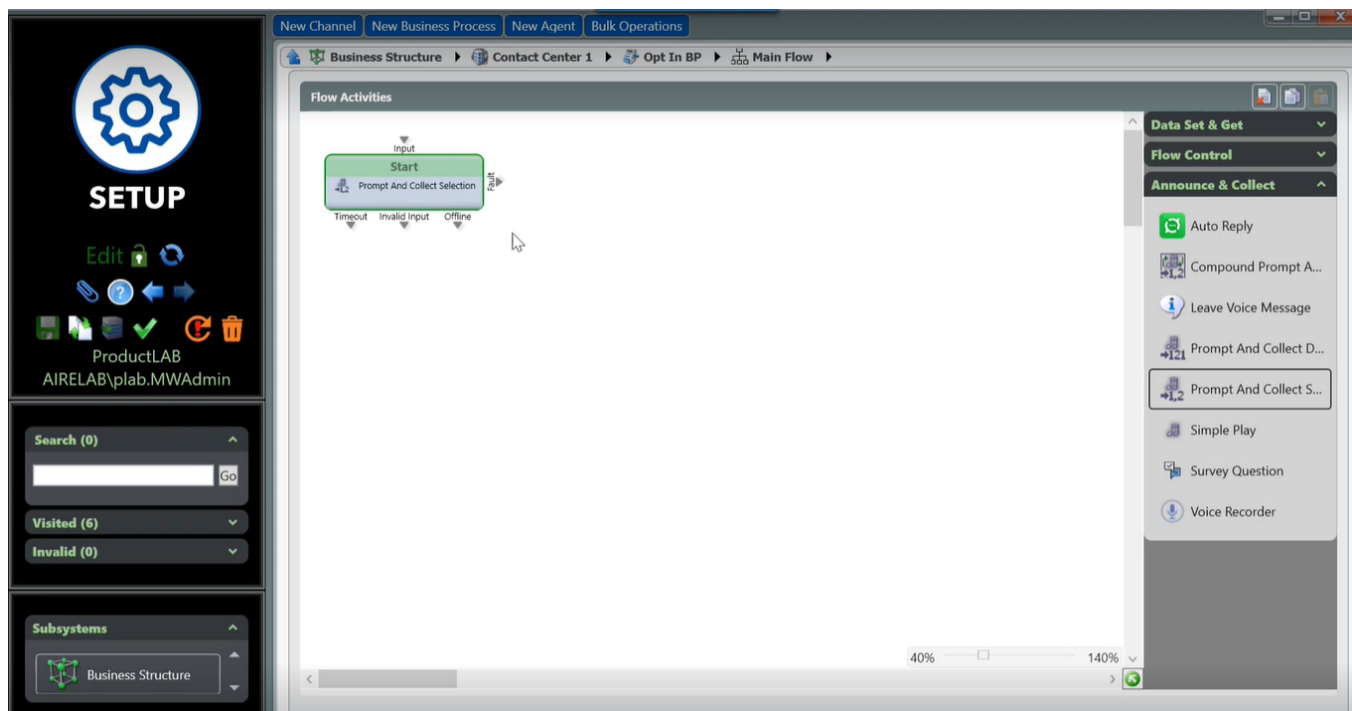 New Channel
New Business Process
New Agent
Bulk Operations
Business Structure
Contact Center 1
Opt In BP
Main Flow
SETUP
Edit
ProductLAB
AIRELAB\plab.MWAdmin
Search (0)
Go
Visited (6)
Invalid (0)
Subsystems
Business Structure
Flow Activities
Input
Start
Prompt And Collect Selection
Fault
Timeout
Invalid Input
Offline
40%
140%
Data Set & Get
Flow Control
Announce & Collect
Auto Reply
Compound Prompt A...
Leave Voice Message
Prompt And Collect D...
Prompt And Collect S...
Simple Play
Survey Question
Voice Recorder